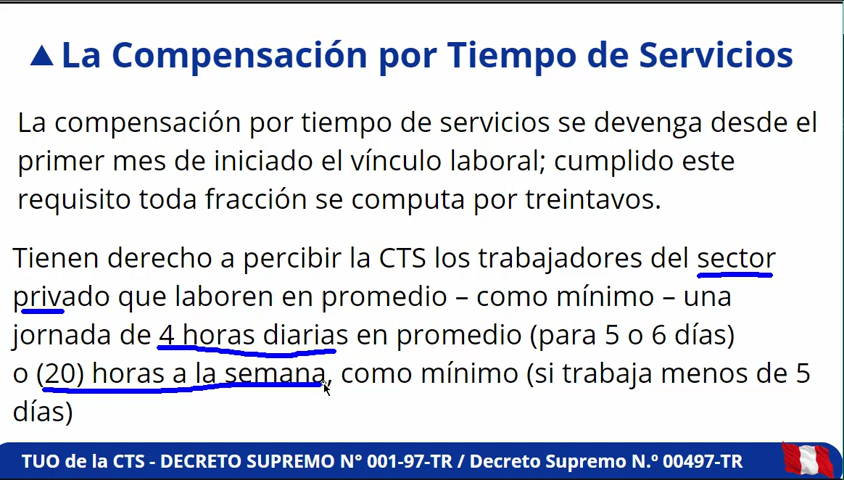 La Compensación por Tiempo de Servicios
La compensación por tiempo de servicios se devenga desde el
primer mes de iniciado el vínculo laboral; cumplido este
requisito toda fracción se computa por treintavos.
Tienen derecho a percibir la CTS los trabajadores del sector
privado que laboren en promedio – como mínimo – una
jornada de 4 horas diarias en promedio (para 5 o 6 días)
o (20) horas a la semana, como mínimo (si trabaja menos de 5
días)
TUO de la CTS - DECRETO SUPREMO N° 001-97-TR / Decreto Supremo N.º 00497-TR